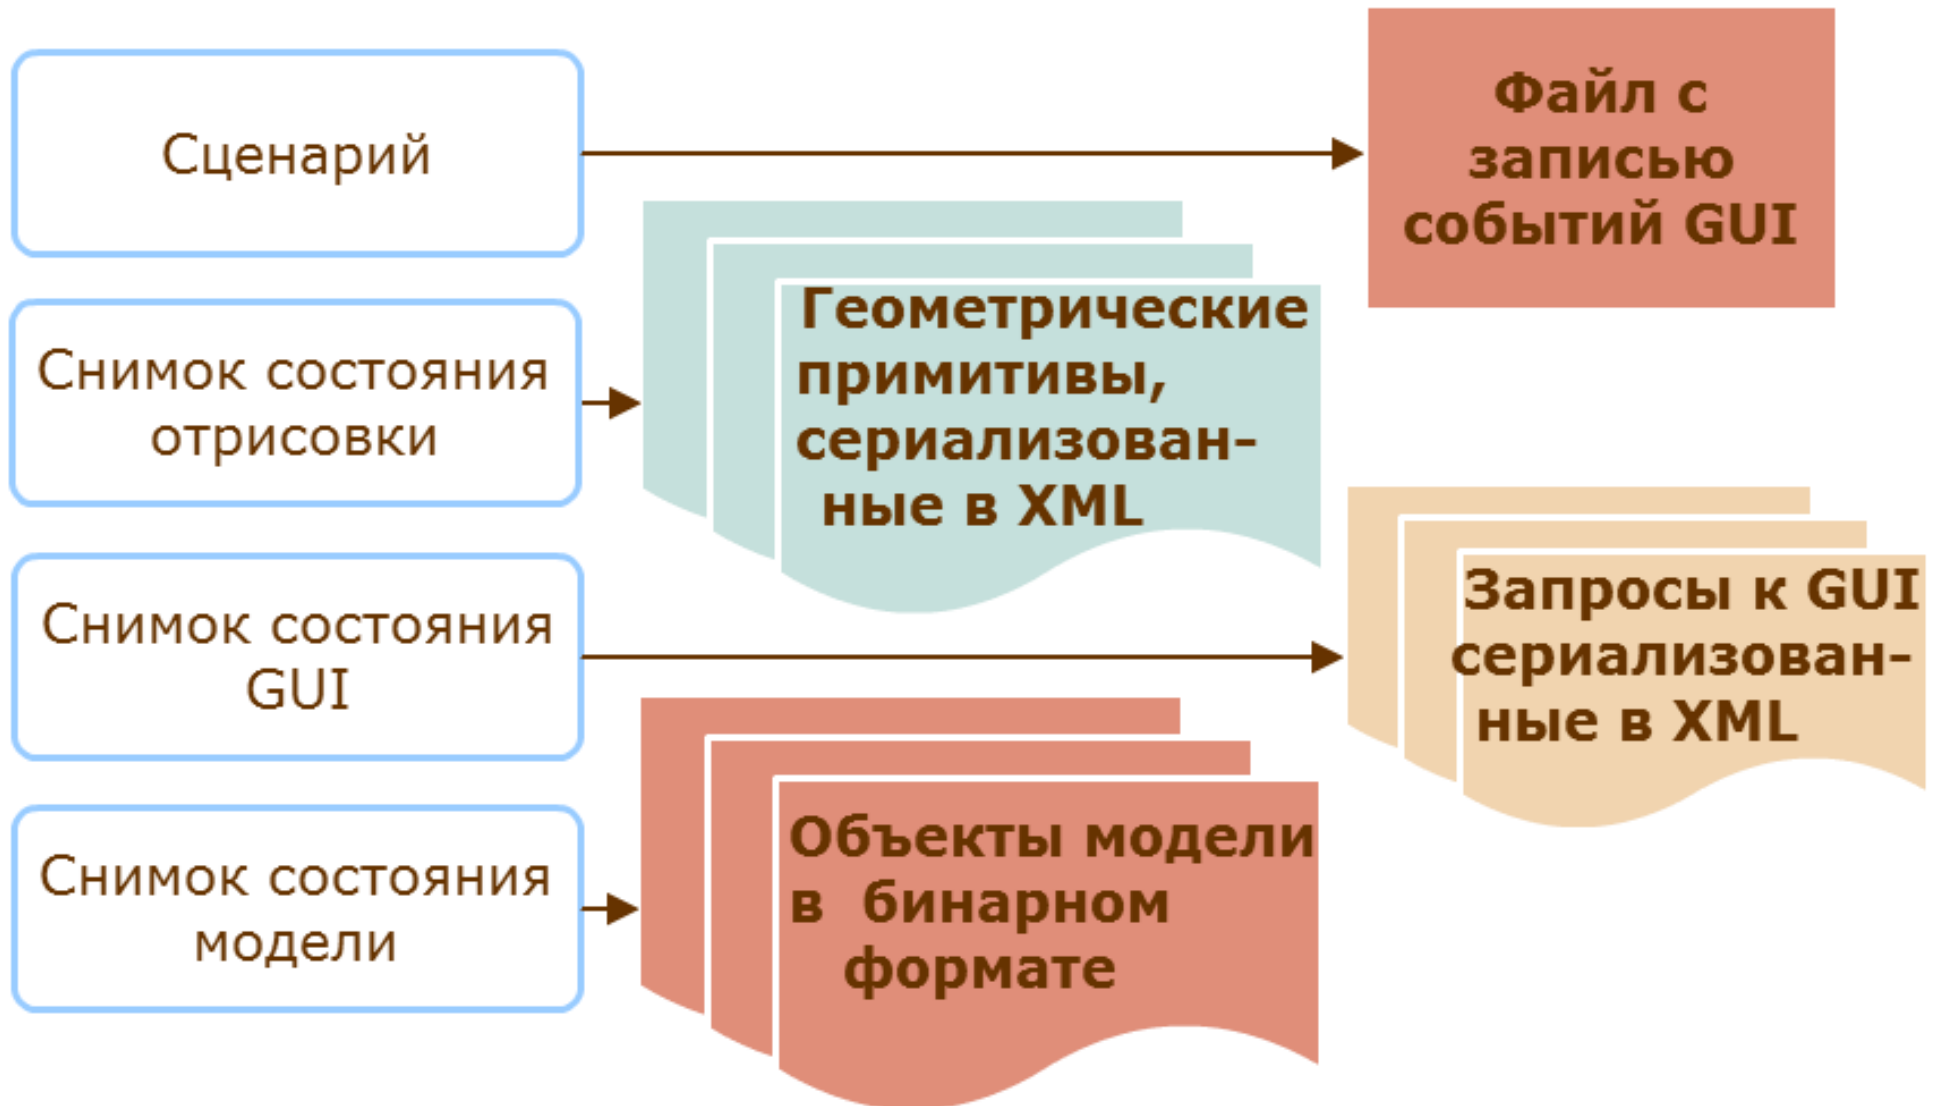 Сценарий
Файл с
записью
событий GUI
Снимок состояния
отрисовки
Геометрические
примитивы,
сериализован-
ные в XML
Снимок состояния
GUI
Запросы к GUI
сериализован-
ные в XML
Снимок состояния
модели
Объекты модели
в бинарном
формате